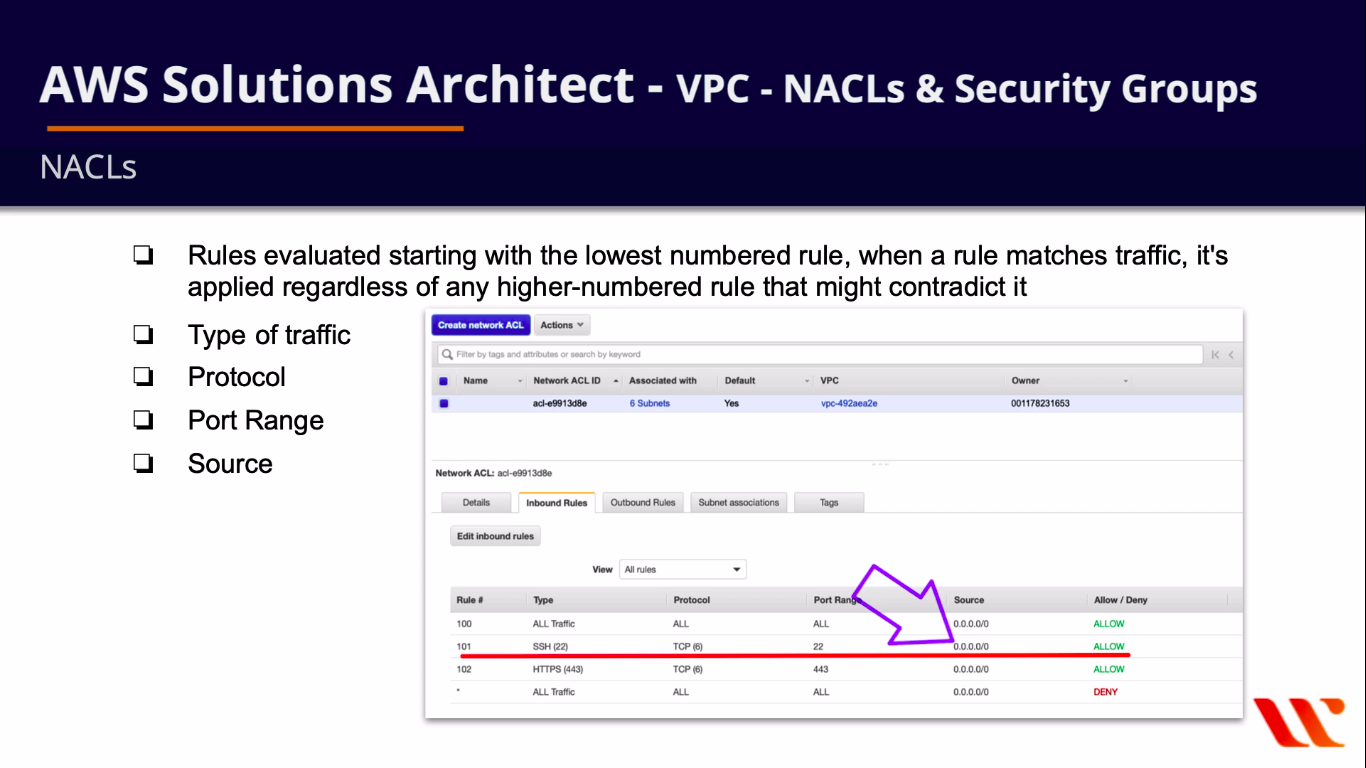 AWS Solutions Architect - VPC - NACLs & Security Groups
NACLs
Rules evaluated starting with the lowest numbered rule, when a rule matches traffic, it's
applied regardless of any higher-numbered rule that might contradict it
Type of traffic
Protocol
Port Range
Source
Create network ACL Actions
Filter by tags and attributes or search by keyword
Name Network ACL ID Associated with Default VPC Owner
acl-e9913d8e 6 Subnets Yes vpc-492aea2e 001178231653
Network ACL: acl-e9913d8e
Details Inbound Rules Outbound Rules Subnet associations Tags
Edit inbound rules
View All rules
Rule # Type Protocol Port Range Source Allow / Deny
100 ALL Traffic ALL ALL 0.0.0.0/0 ALLOW
101 SSH (22) TCP (6) 22 0.0.0.0/0 ALLOW
102 HTTPS (443) TCP (6) 443 0.0.0.0/0 ALLOW
* ALL Traffic ALL ALL 0.0.0.0/0 DENY